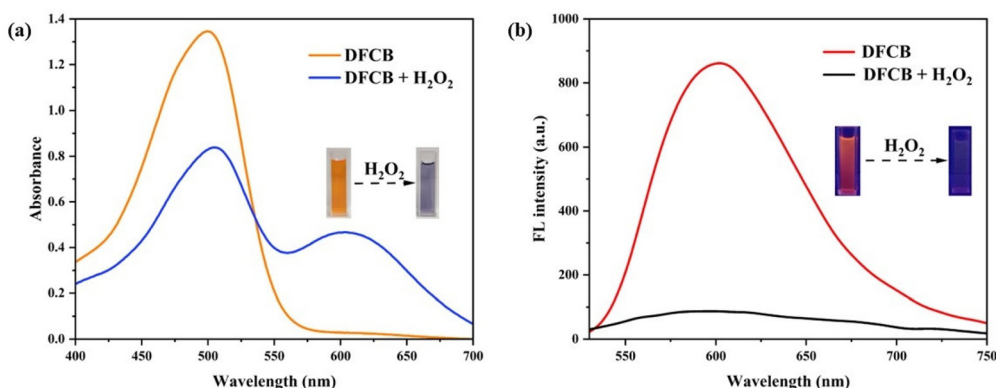 (a)
1.4
1.2
1.0
0.8
0.6
0.4
0.2
0.0
Absorbance
400
450
500
550
600
650
700
Wavelength (nm)
DFCB
DFCB + H₂O₂
H₂O₂
(b)
1000
800
600
400
200
0
FL intensity (a.u.)
550
600
650
700
750
Wavelength (nm)
DFCB
DFCB + H₂O₂
H₂O₂